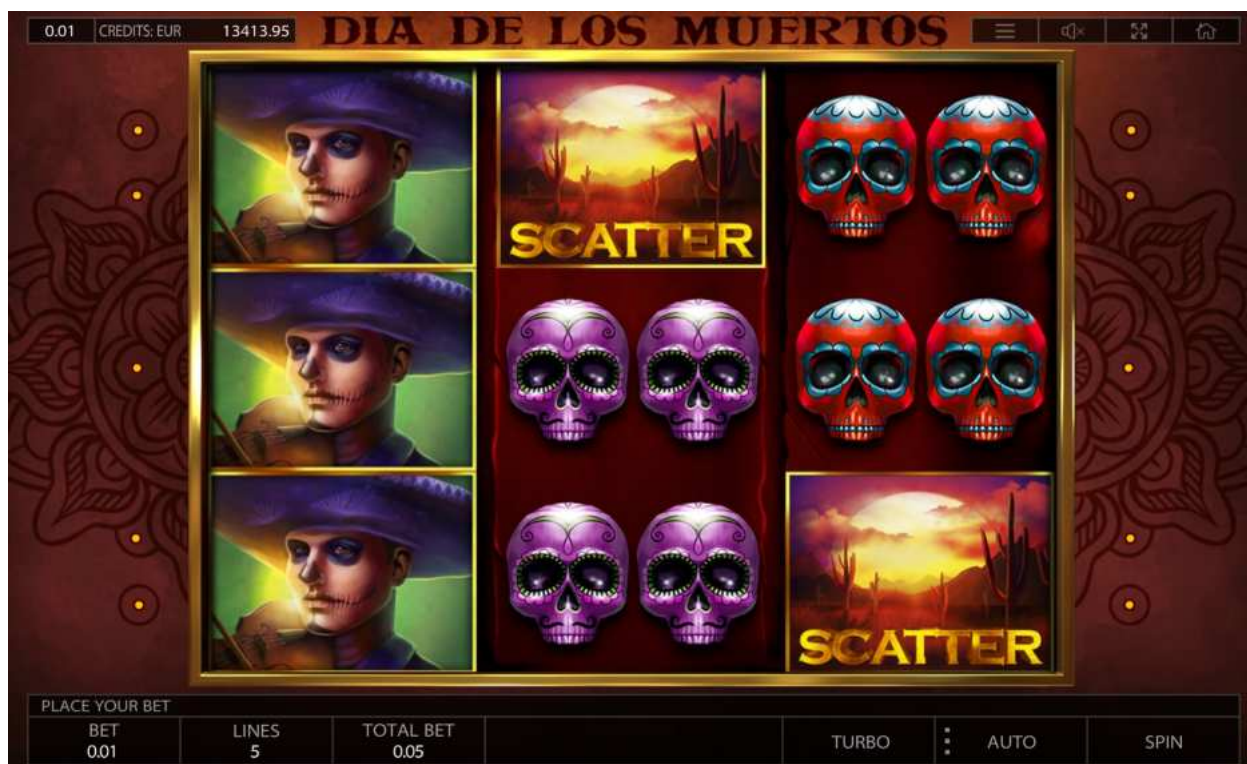 0.01 CREDITS: EUR 13413.95
DIA DE LOS MUERTOS
SCATTER
SCATTER
PLACE YOUR BET
BET LINES TOTAL BET
0.01 5 0.05
TURBO AUTO SPIN